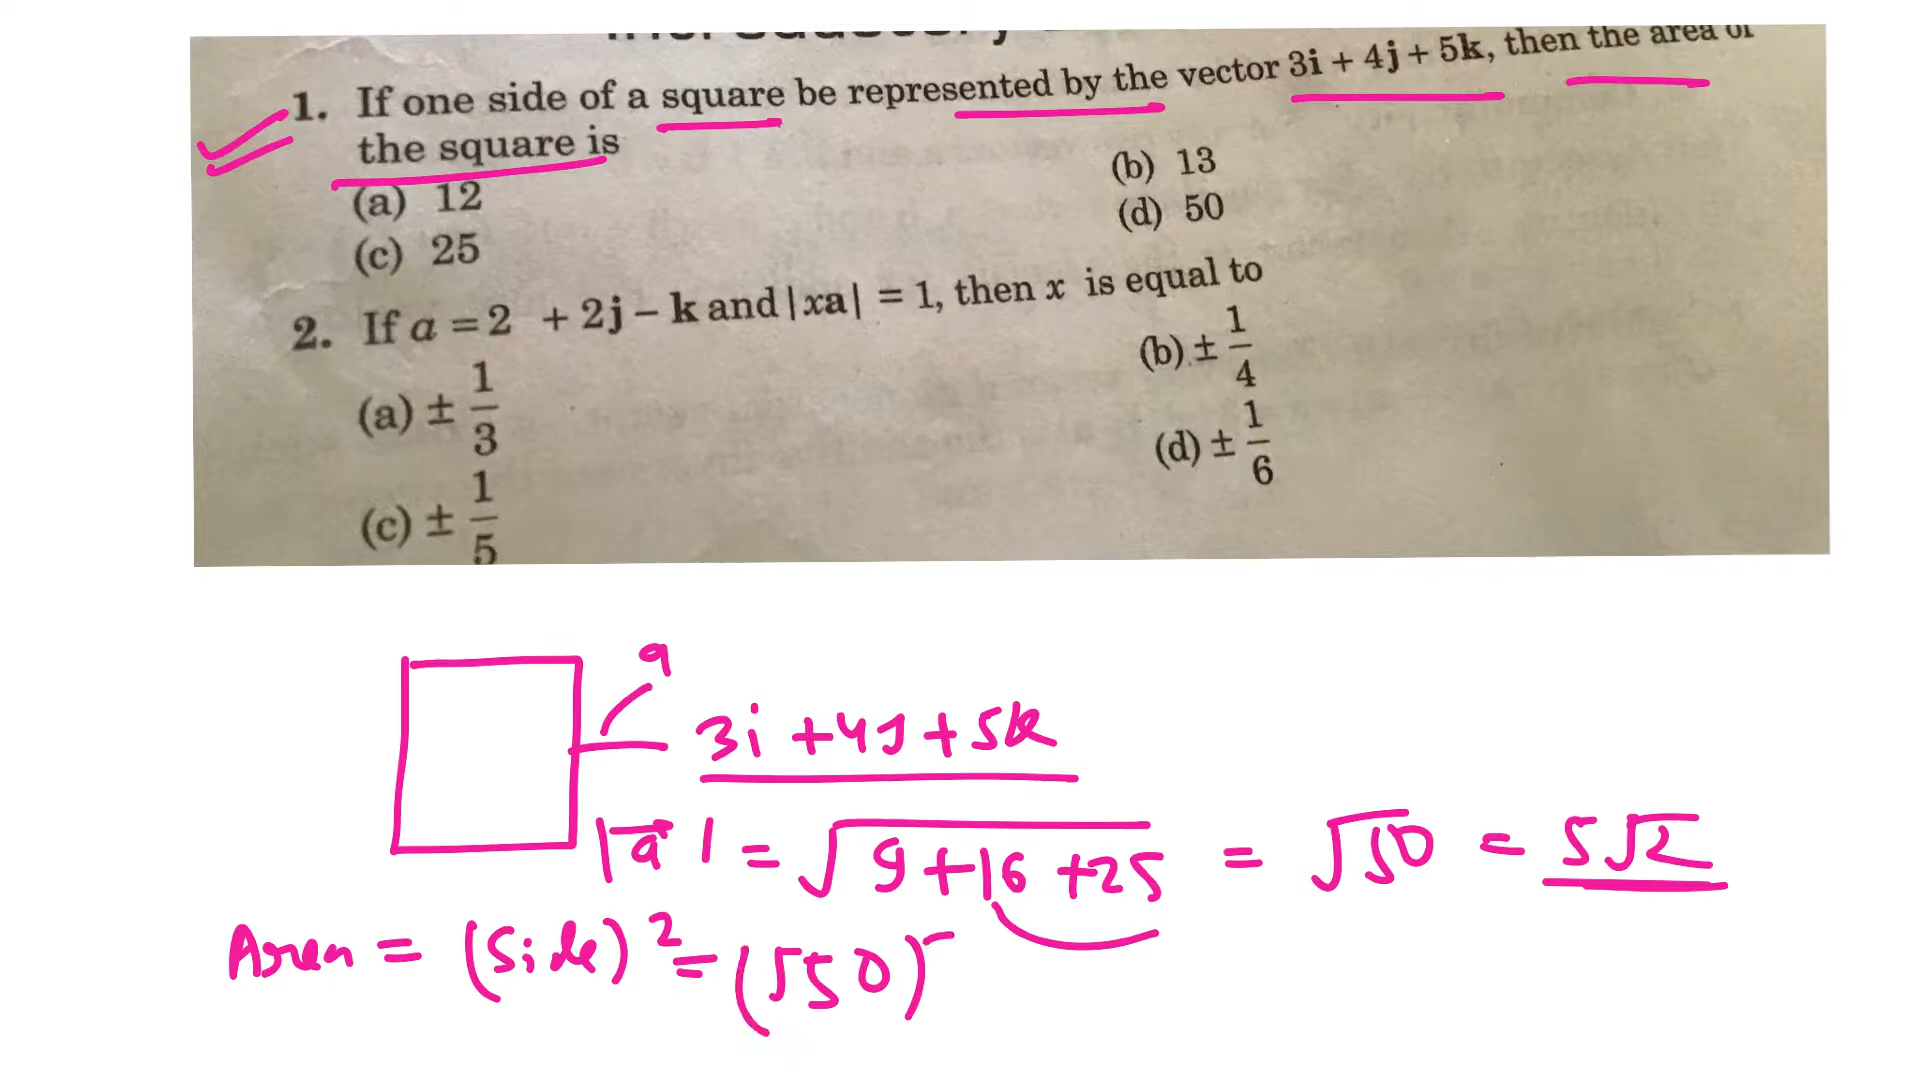 1. If one side of a square be represented by the vector 3i + 4j + 5k, then the area of
the square is
(a) 12 (b) 13
(c) 25 (d) 50
2. If a = 2 + 2j – k and |xa| = 1, then x is equal to
(a) ± 1/3 (b) ± 1/4
(c) ± 1/5 (d) ± 1/6
a
3i + 4j + 5k
|a⃗| = √9+16+25 = √50 = 5√2
Area = (Side)² = (√50)